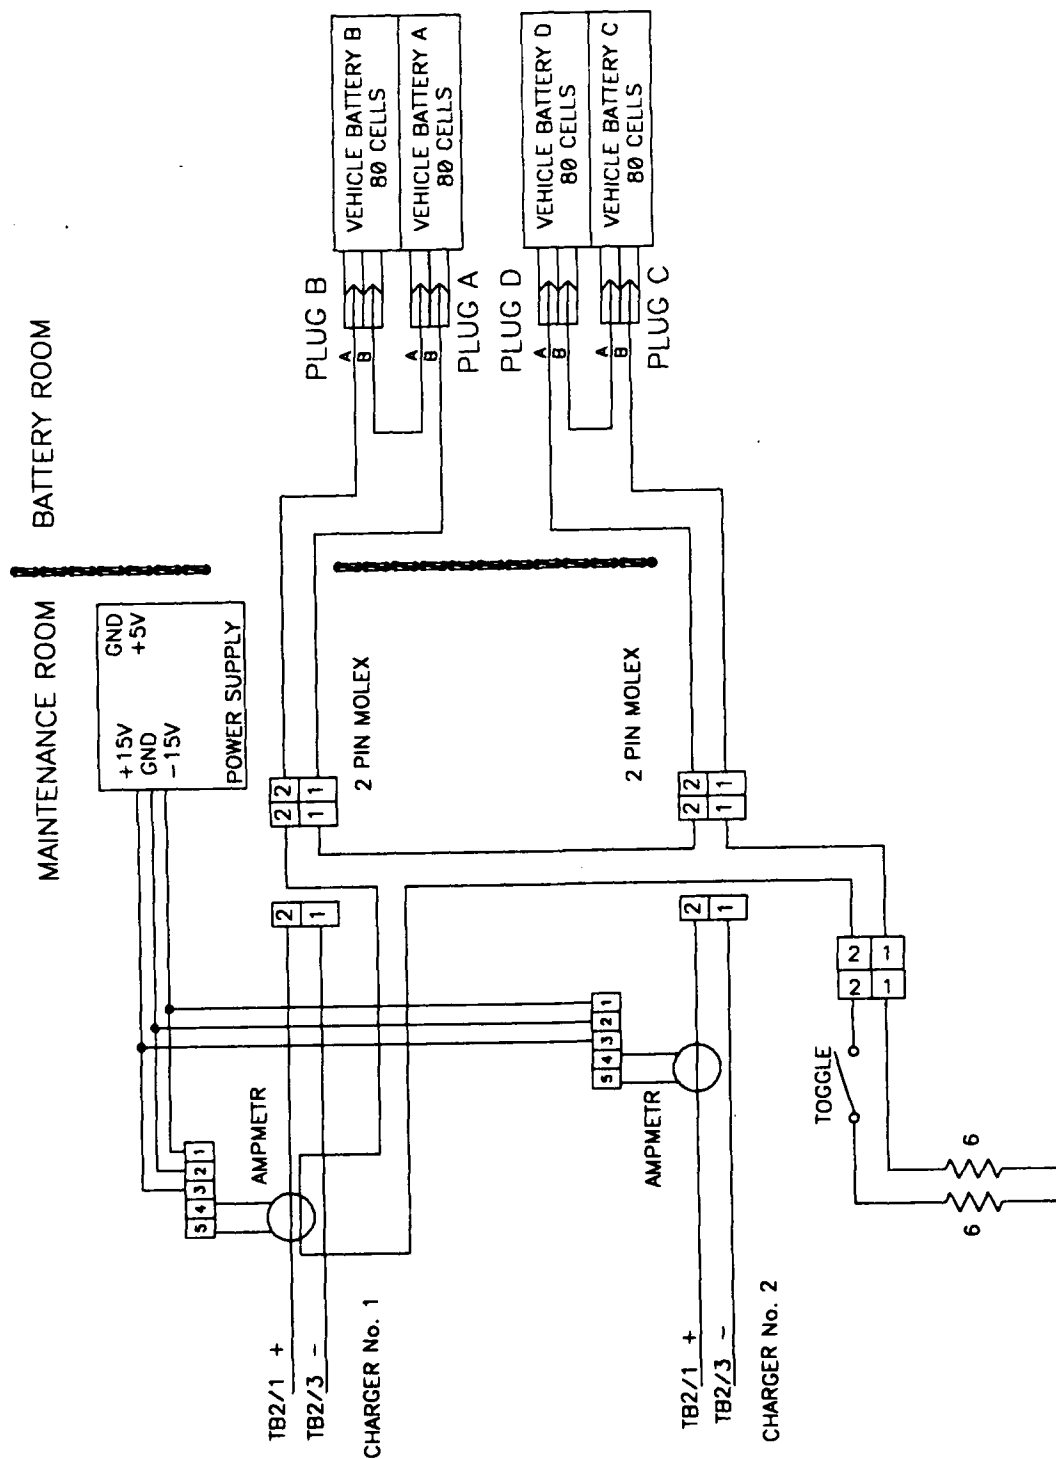 MAINTENANCE ROOM
BATTERY ROOM
+15V
GND
-15V
GND
+5V
POWER SUPPLY
PLUG B
A
B
VEHICLE BATTERY B
80 CELLS
VEHICLE BATTERY A
80 CELLS
A
B
PLUG A
PLUG D
A
B
VEHICLE BATTERY D
80 CELLS
VEHICLE BATTERY C
80 CELLS
A
B
PLUG C
2 2
1 1
2 PIN MOLEX
2 PIN MOLEX
2 2
1 1
5 4 3 2 1
AMPMETR
2
1
TB2/1 +
TB2/3 -
CHARGER No. 1
5 4 3 2 1
AMPMETR
2
1
TB2/1 +
TB2/3 -
CHARGER No. 2
TOGGLE
2 2
1 1
6
6